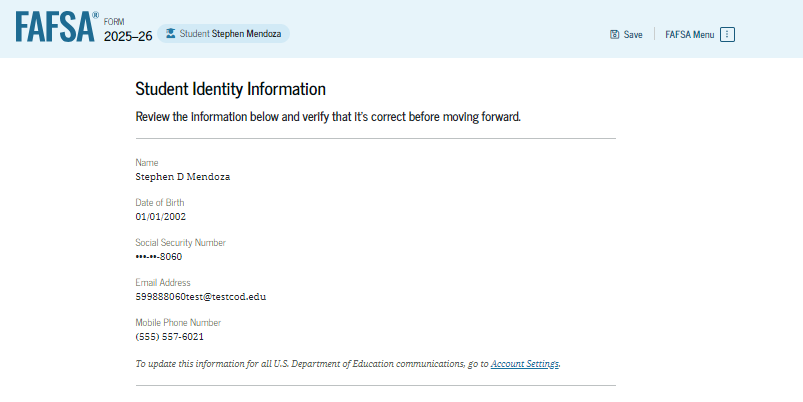 FAFSA® FORM
2025–26
Student Stephen Mendoza
Save
FAFSA Menu
Student Identity Information
Review the information below and verify that it's correct before moving forward.
Name
Stephen D Mendoza
Date of Birth
01/01/2002
Social Security Number
•••-••-8060
Email Address
599888060test@testcod.edu
Mobile Phone Number
(555) 557-6021
To update this information for all U.S. Department of Education communications, go to Account Settings.